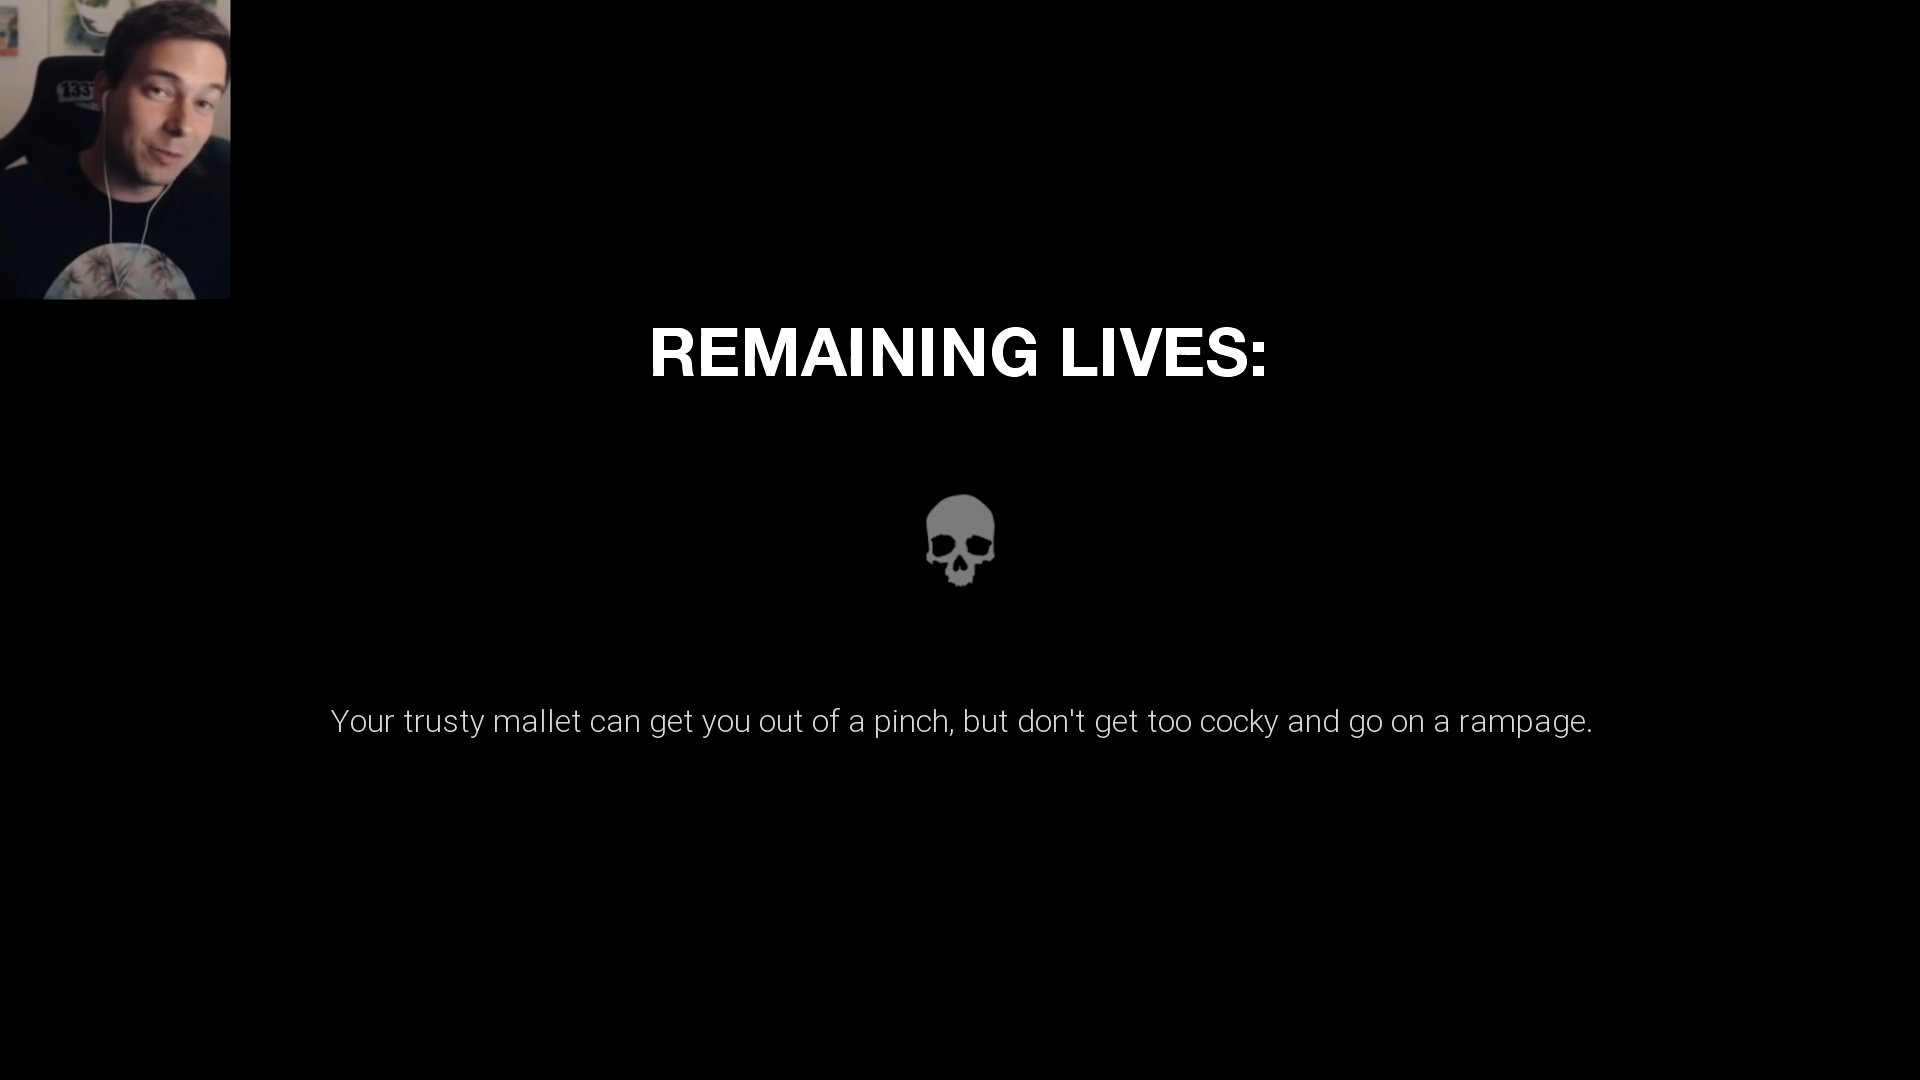 133
REMAINING LIVES:
Your trusty mallet can get you out of a pinch, but don't get too cocky and go on a rampage.